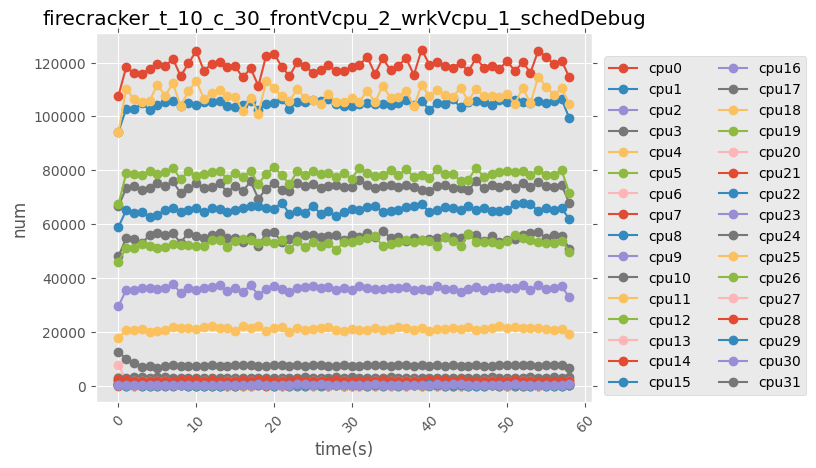 firecracker_t_10_c_30_frontVcpu_2_wrkVcpu_1_schedDebug
120000
100000
80000
60000
40000
20000
0
num
0
10
20
30
40
50
60
time(s)
cpu0
cpu1
cpu2
cpu3
cpu4
cpu5
cpu6
cpu7
cpu8
cpu9
cpu10
cpu11
cpu12
cpu13
cpu14
cpu15
cpu16
cpu17
cpu18
cpu19
cpu20
cpu21
cpu22
cpu23
cpu24
cpu25
cpu26
cpu27
cpu28
cpu29
cpu30
cpu31